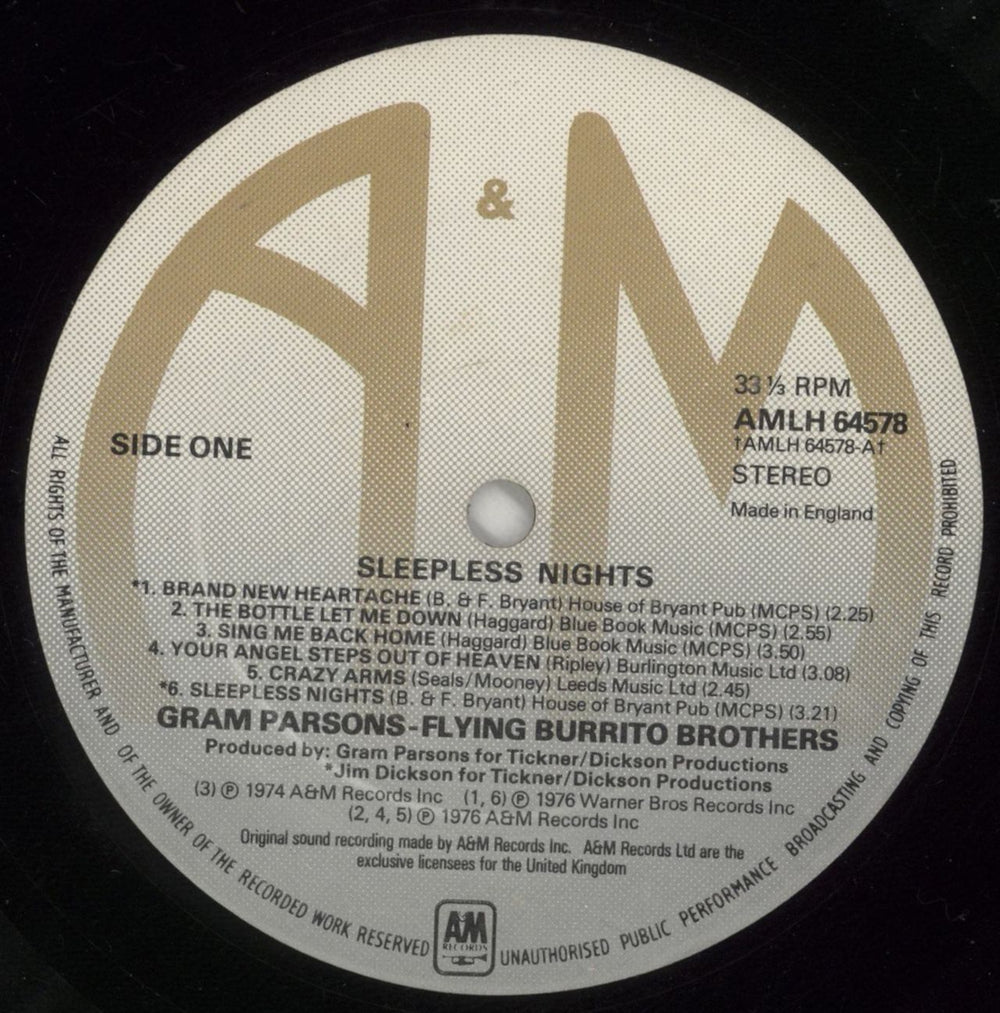 A & M
33⅓ RPM
AMLH 64578
†AMLH 64578-A†
STEREO
Made in England
SIDE ONE
SLEEPLESS NIGHTS
*1. BRAND NEW HEARTACHE (B. & F. Bryant) House of Bryant Pub (MCPS) (2.25)
2. THE BOTTLE LET ME DOWN (Haggard) Blue Book Music (MCPS) (2.55)
3. SING ME BACK HOME (Haggard) Blue Book Music (MCPS) (3.50)
4. YOUR ANGEL STEPS OUT OF HEAVEN (Ripley) Burlington Music Ltd (3.08)
5. CRAZY ARMS (Seals/Mooney) Leeds Music Ltd (2.45)
*6. SLEEPLESS NIGHTS (B. & F. Bryant) House of Bryant Pub (MCPS) (3.21)
GRAM PARSONS-FLYING BURRITO BROTHERS
Produced by: Gram Parsons for Tickner/Dickson Productions
*Jim Dickson for Tickner/Dickson Productions
(3) ℗ 1974 A&M Records Inc (1, 6) ℗ 1976 Warner Bros Records Inc
(2, 4, 5) ℗ 1976 A&M Records Inc
Original sound recording made by A&M Records Inc. A&M Records Ltd are the
exclusive licensees for the United Kingdom
ALL RIGHTS OF THE MANUFACTURER AND OF THE OWNER OF THE RECORDED WORK RESERVED
A&M
RECORDS
UNAUTHORISED PUBLIC PERFORMANCE BROADCASTING AND COPYING OF THIS RECORD PROHIBITED